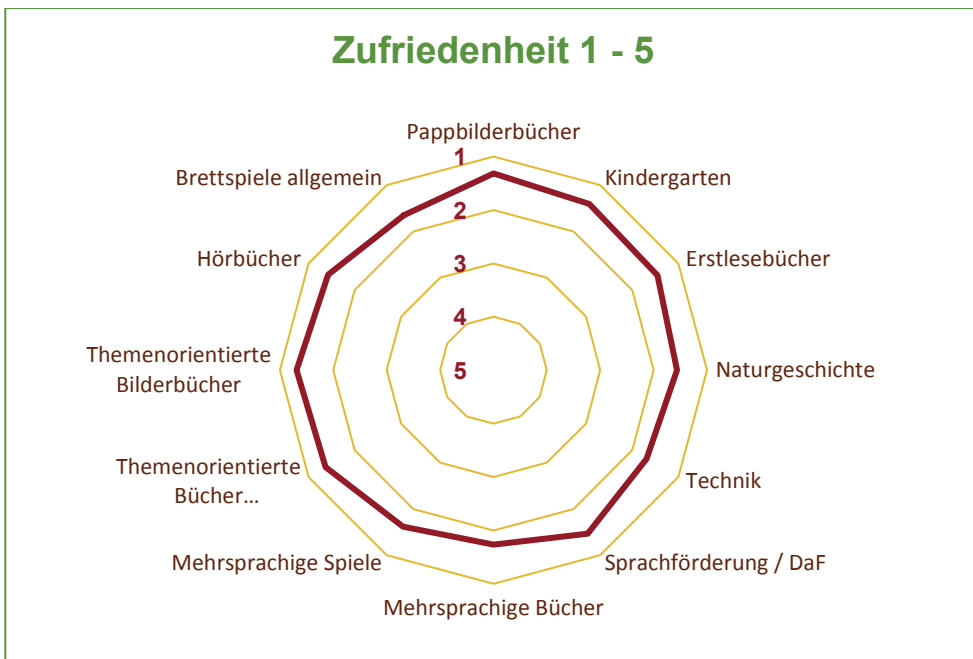 Zufriedenheit 1 - 5
Pappbilderbücher
1
Brettspiele allgemein
Kindergarten
2
Hörbücher
Erstlesebücher
3
4
Themenorientierte
Bilderbücher
5
Naturgeschichte
Themenorientierte
Bücher...
Technik
Mehrsprachige Spiele
Sprachförderung / DaF
Mehrsprachige Bücher